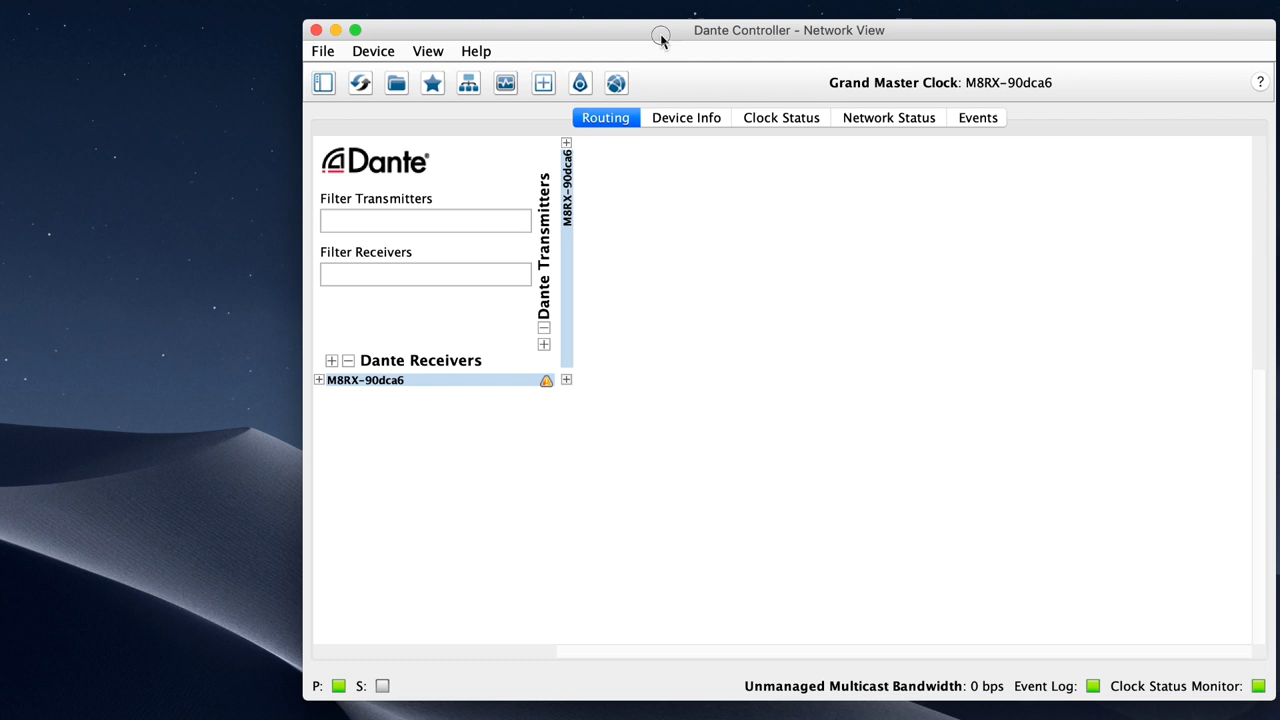 Dante Controller - Network View
File Device View Help
Grand Master Clock: M8RX-90dca6
?
Routing Device Info Clock Status Network Status Events
Dante
Filter Transmitters
Filter Receivers
Dante Transmitters
M8RX-90dca6
Dante Receivers
M8RX-90dca6
P: S: Unmanaged Multicast Bandwidth: 0 bps Event Log: Clock Status Monitor: